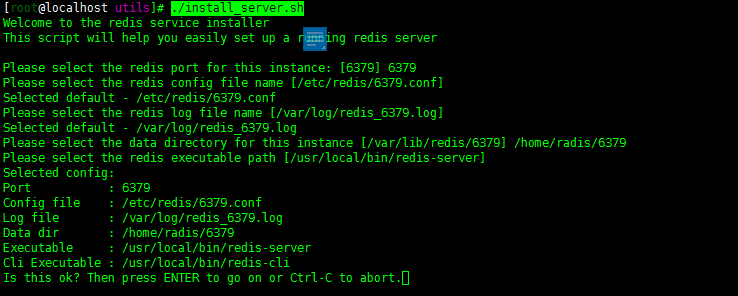 [root@localhost utils]# ./install_server.sh
Welcome to the redis service installer
This script will help you easily set up a running redis server
Please select the redis port for this instance: [6379] 6379
Please select the redis config file name [/etc/redis/6379.conf]
Selected default - /etc/redis/6379.conf
Please select the redis log file name [/var/log/redis_6379.log]
Selected default - /var/log/redis_6379.log
Please select the data directory for this instance [/var/lib/redis/6379] /home/radis/6379
Please select the redis executable path [/usr/local/bin/redis-server]
Selected config:
Port : 6379
Config file : /etc/redis/6379.conf
Log file : /var/log/redis_6379.log
Data dir : /home/radis/6379
Executable : /usr/local/bin/redis-server
Cli Executable : /usr/local/bin/redis-cli
Is this ok? Then press ENTER to go on or Ctrl-C to abort.